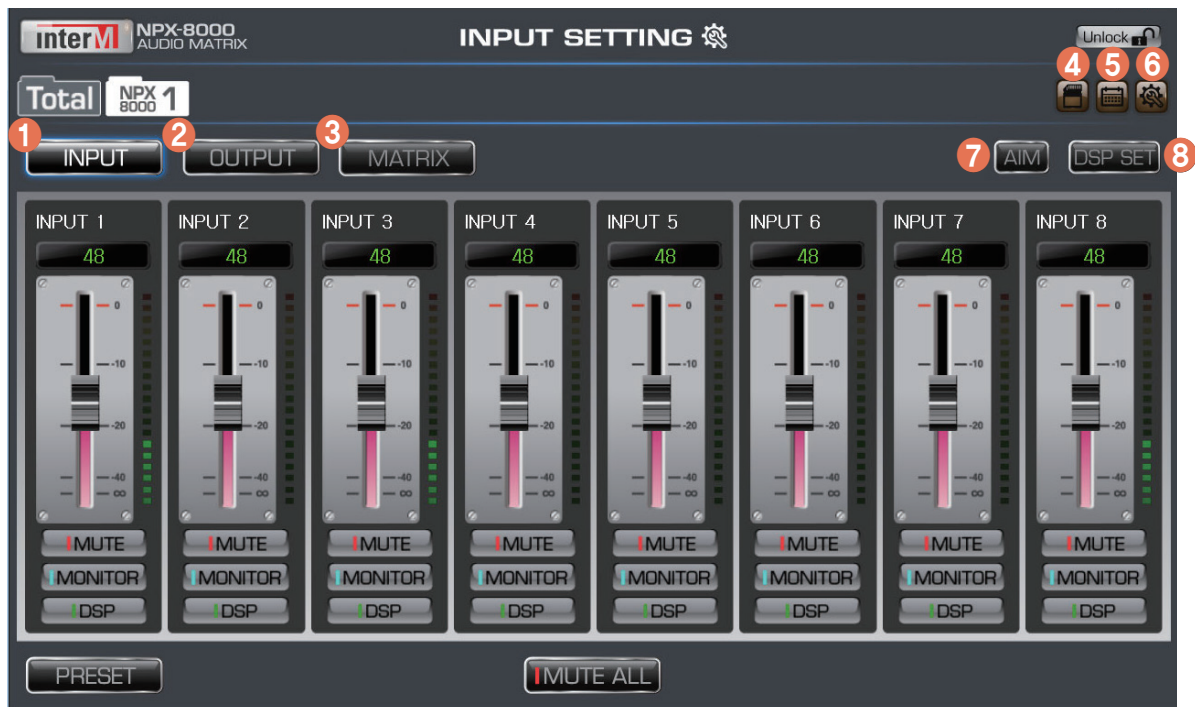 interM NPX-8000 AUDIO MATRIX
INPUT SETTING
Unlock
4 5 6
Total NPX 8000 1
1 INPUT 2 OUTPUT 3 MATRIX 7 AIM DSP SET 8
INPUT 1 INPUT 2 INPUT 3 INPUT 4 INPUT 5 INPUT 6 INPUT 7 INPUT 8
48 48 48 48 48 48 48 48
0 0 0 0 0 0 0 0
-10 -10 -10 -10 -10 -10 -10 -10
-20 -20 -20 -20 -20 -20 -20 -20
-40 -40 -40 -40 -40 -40 -40 -40
∞ ∞ ∞ ∞ ∞ ∞ ∞ ∞
MUTE MUTE MUTE MUTE MUTE MUTE MUTE MUTE
MONITOR MONITOR MONITOR MONITOR MONITOR MONITOR MONITOR MONITOR
DSP DSP DSP DSP DSP DSP DSP DSP
PRESET MUTE ALL